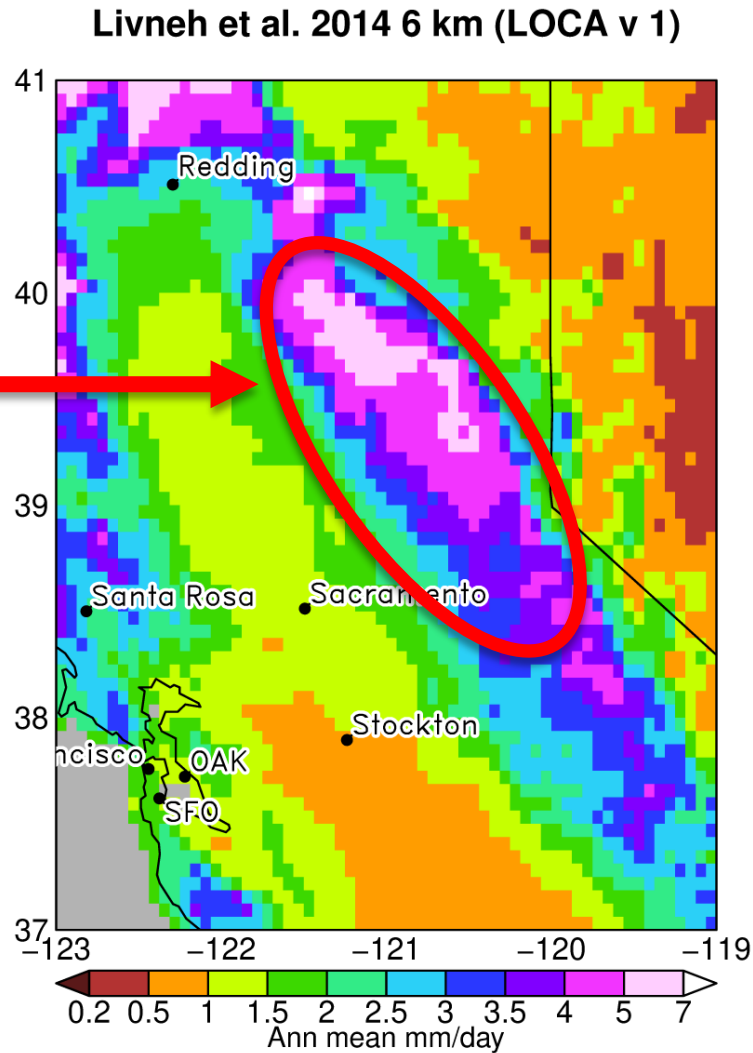 Livneh et al. 2014 6 km (LOCA v 1)
41
Redding
40
39
Santa Rosa
Sacramento
38
Stockton
ncisco
OAK
SFO
37
-123 -122 -121 -120 -119
0.2 0.5 1 1.5 2 2.5 3 3.5 4 5 7
Ann mean mm/day